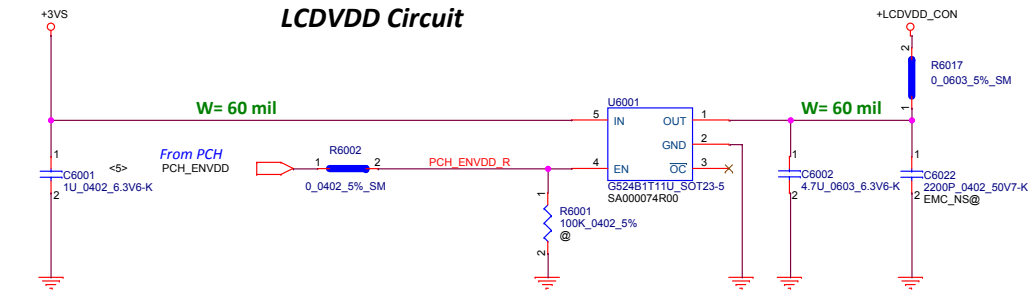 LCDVDD Circuit
+3VS
+LCDVDD_CON
2
R6017
0_0603_5%_SM
1
W= 60 mil
U6001
W= 60 mil
5
IN
OUT
1
GND
2
From PCH
<5>
PCH_ENVDD
R6002
1
2
0_0402_5%_SM
PCH_ENVDD_R
4
EN
OC
3
G524B1T11U_SOT23-5
SA000074R00
1
C6001
1U_0402_6.3V6-K
2
1
R6001
100K_0402_5%
@
2
1
C6002
4.7U_0603_6.3V6-K
2
1
C6022
2200P_0402_50V7-K
2
EMC_NS@